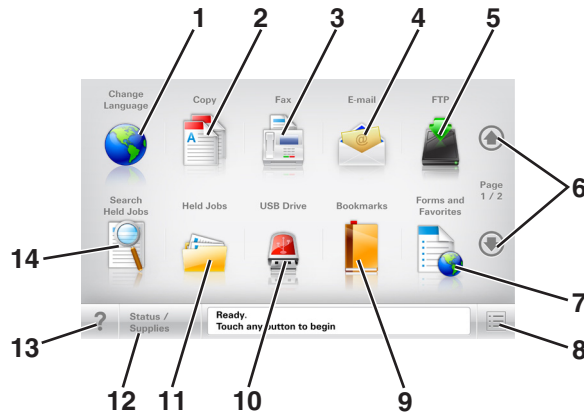 1 2 3 4 5
Change
Language
Copy
Fax
E-mail
FTP
A
@
6
Page
1 / 2
Search
Held Jobs
Held Jobs
USB Drive
Bookmarks
Forms and
Favorites
14
7
?
Status /
Supplies
Ready.
Touch any button to begin
8
13
12 11 10 9